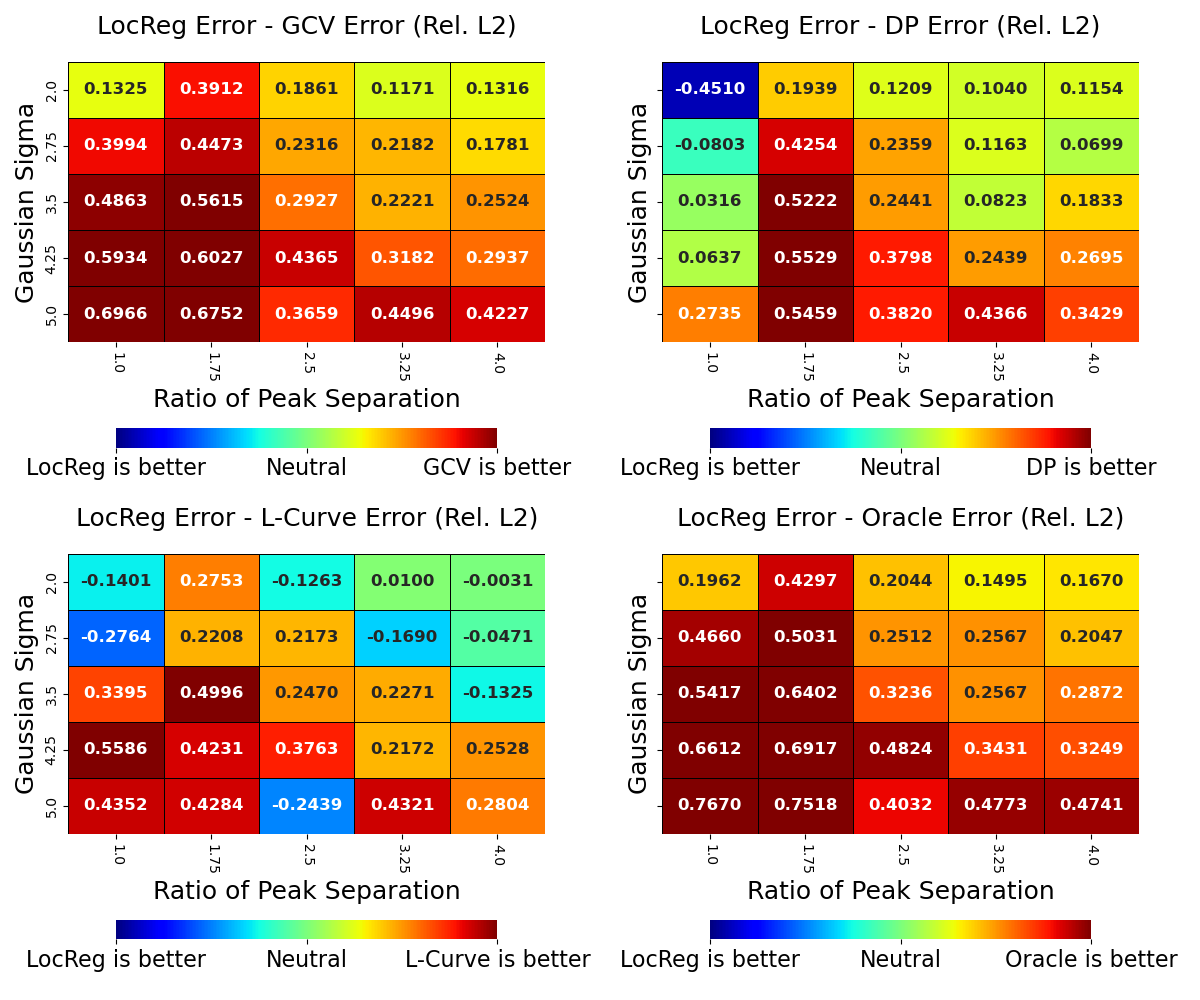 LocReg Error - GCV Error (Rel. L2)
Gaussian Sigma
2.0 0.1325 0.3912 0.1861 0.1171 0.1316
2.75 0.3994 0.4473 0.2316 0.2182 0.1781
3.5 0.4863 0.5615 0.2927 0.2221 0.2524
4.25 0.5934 0.6027 0.4365 0.3182 0.2937
5.0 0.6966 0.6752 0.3659 0.4496 0.4227
1.0 1.75 2.5 3.25 4.0
Ratio of Peak Separation
LocReg is better Neutral GCV is better
LocReg Error - DP Error (Rel. L2)
Gaussian Sigma
-0.4510 0.1939 0.1209 0.1040 0.1154
-0.0803 0.4254 0.2359 0.1163 0.0699
0.0316 0.5222 0.2441 0.0823 0.1833
0.0637 0.5529 0.3798 0.2439 0.2695
0.2735 0.5459 0.3820 0.4366 0.3429
1.0 1.75 2.5 3.25 4.0
Ratio of Peak Separation
LocReg is better Neutral DP is better
LocReg Error - L-Curve Error (Rel. L2)
Gaussian Sigma
2.0 -0.1401 0.2753 -0.1263 0.0100 -0.0031
2.75 -0.2764 0.2208 0.2173 -0.1690 -0.0471
3.5 0.3395 0.4996 0.2470 0.2271 -0.1325
4.25 0.5586 0.4231 0.3763 0.2172 0.2528
5.0 0.4352 0.4284 -0.2439 0.4321 0.2804
1.0 1.75 2.5 3.25 4.0
Ratio of Peak Separation
LocReg is better Neutral L-Curve is better
LocReg Error - Oracle Error (Rel. L2)
Gaussian Sigma
0.1962 0.4297 0.2044 0.1495 0.1670
0.4660 0.5031 0.2512 0.2567 0.2047
0.5417 0.6402 0.3236 0.2567 0.2872
0.6612 0.6917 0.4824 0.3431 0.3249
0.7670 0.7518 0.4032 0.4773 0.4741
1.0 1.75 2.5 3.25 4.0
Ratio of Peak Separation
LocReg is better Neutral Oracle is better